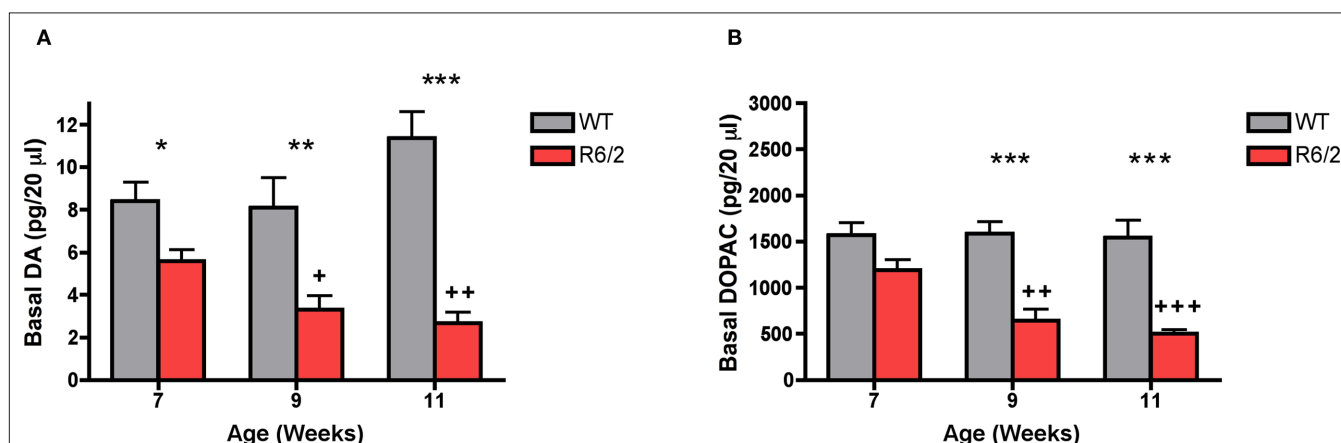 A
Basal DA (pg/20 µl)
12
10
8
6
4
2
0
*
**
***
+
++
7
9
11
Age (Weeks)
WT
R6/2
B
Basal DOPAC (pg/20 µl)
3000
2500
2000
1500
1000
500
0
***
***
++
+++
7
9
11
Age (Weeks)
WT
R6/2